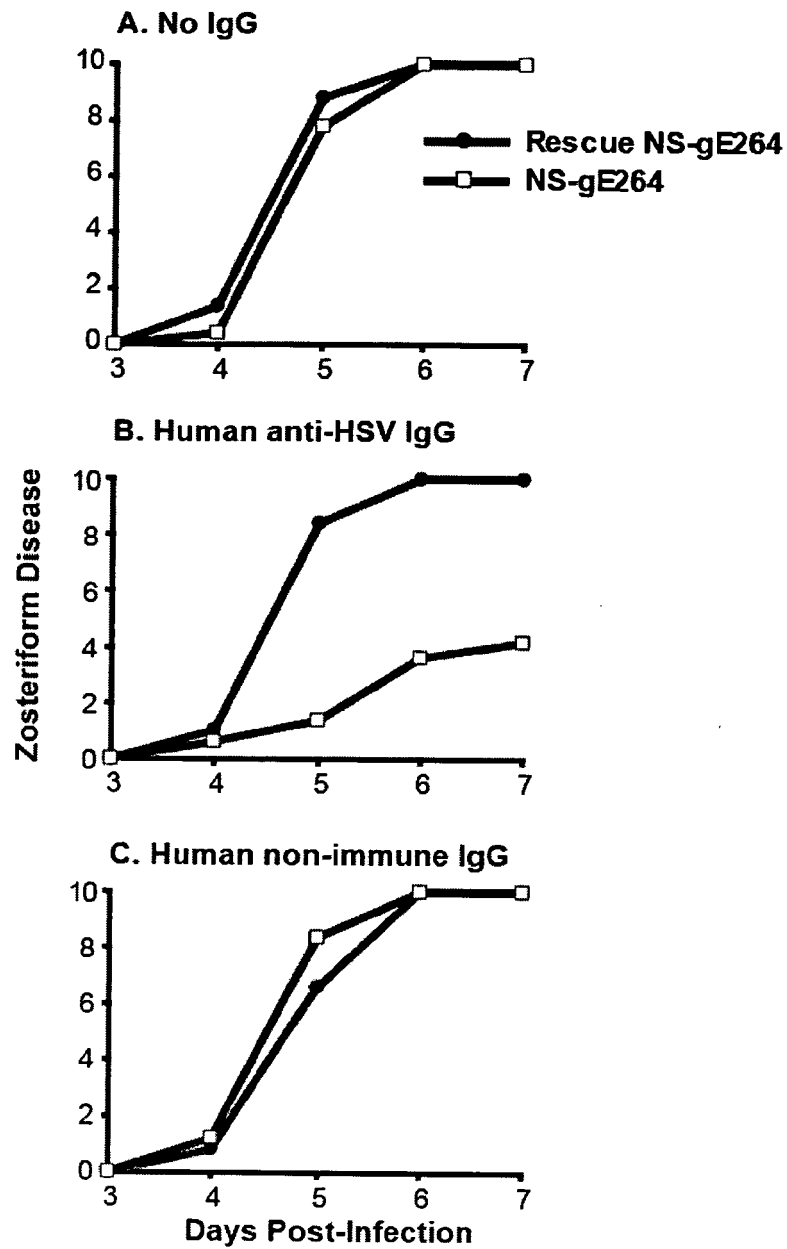 A. No IgG
10
8
6
4
2
0
3 4 5 6 7
Rescue NS-gE264
NS-gE264
B. Human anti-HSV IgG
Zosteriform Disease
10
8
6
4
2
0
3 4 5 6 7
C. Human non-immune IgG
10
8
6
4
2
0
3 4 5 6 7
Days Post-Infection